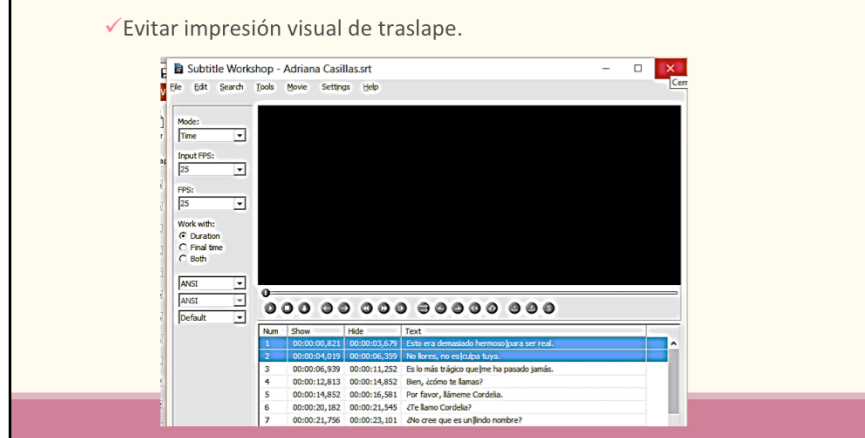 ✓Evitar impresión visual de traslape.
Subtitle Workshop - Adriana Casillas.srt
File Edit Search Tools Movie Settings Help
Cerr
Mode:
Time
Input FPS:
25
FPS:
25
Work with:
Duration
Final time
Both
ANSI
ANSI
Default
Num Show Hide Text
1 00:00:00,821 00:00:03,679 Esto era demasiado hermoso|para ser real.
2 00:00:04,019 00:00:06,359 No llores, no es|culpa tuya.
3 00:00:06,939 00:00:11,252 Es lo más trágico que|me ha pasado jamás.
4 00:00:12,813 00:00:14,852 Bien, ¿cómo te llamas?
5 00:00:14,852 00:00:16,581 Por favor, llámeme Cordelia.
6 00:00:20,182 00:00:21,545 ¿Te llamo Cordelia?
7 00:00:21,756 00:00:23,101 ¿No cree que es un|lindo nombre?